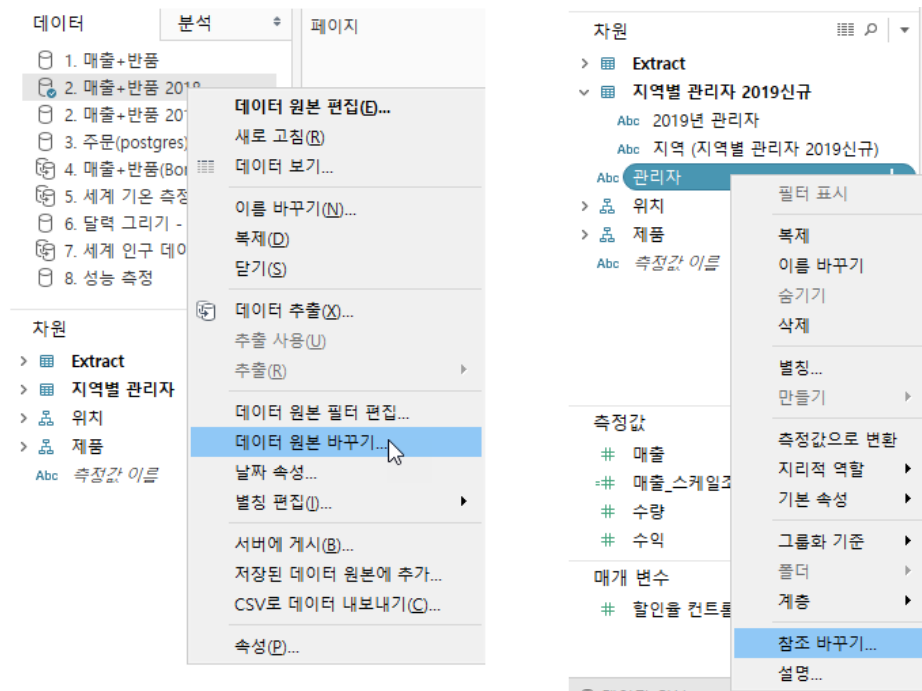 데이터
분석
페이지
1. 매출+반품
2. 매출+반품 2018
2. 매출+반품 201
3. 주문(postgres)
4. 매출+반품(Bor
5. 세계 기온 측정
6. 달력 그리기 -
7. 세계 인구 데이
8. 성능 측정
차원
Extract
지역별 관리자
위치
제품
Abc 측정값 이름
데이터 원본 편집(E)...
새로 고침(R)
데이터 보기...
이름 바꾸기(N)...
복제(D)
닫기(S)
데이터 추출(X)...
추출 사용(U)
추출(R)
데이터 원본 필터 편집...
데이터 원본 바꾸기...
날짜 속성...
별칭 편집(I)...
서버에 게시(B)...
저장된 데이터 원본에 추가...
CSV로 데이터 내보내기(C)...
속성(P)...
차원
Extract
지역별 관리자 2019신규
Abc 2019년 관리자
Abc 지역 (지역별 관리자 2019신규)
Abc 관리자
위치
제품
Abc 측정값 이름
측정값
매출
매출_스케일조
수량
수익
매개 변수
할인율 컨트롤
필터 표시
복제
이름 바꾸기
숨기기
삭제
별칭...
만들기
측정값으로 변환
지리적 역할
기본 속성
그룹화 기준
폴더
계층
참조 바꾸기...
설명...